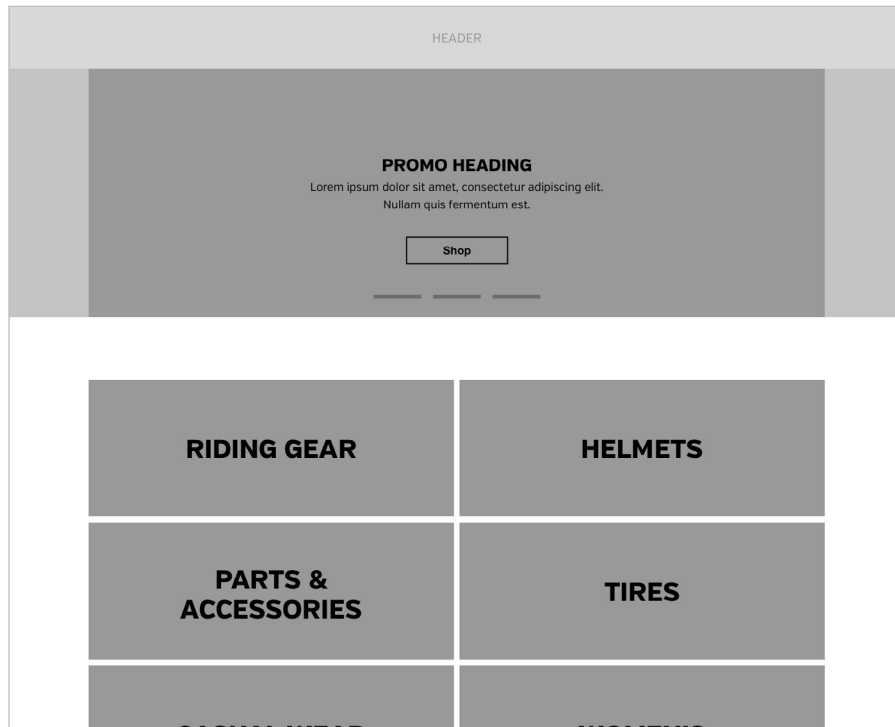 HEADER
PROMO HEADING
Lorem ipsum dolor sit amet, consectetur adipiscing elit.
Nullam quis fermentum est.
Shop
RIDING GEAR
HELMETS
PARTS &
ACCESSORIES
TIRES